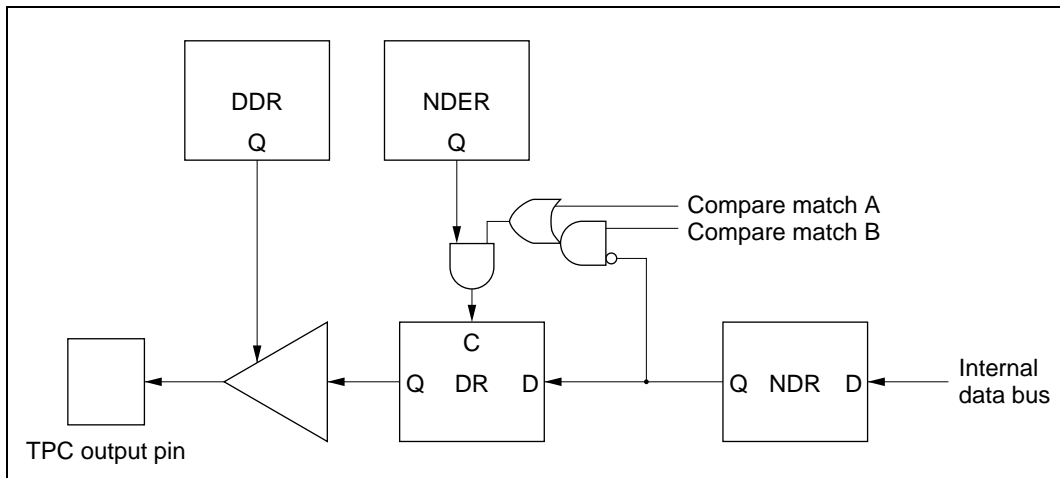 DDR
Q
NDER
Q
Compare match A
Compare match B
C
Q DR D
Q NDR D
Internal
data bus
TPC output pin